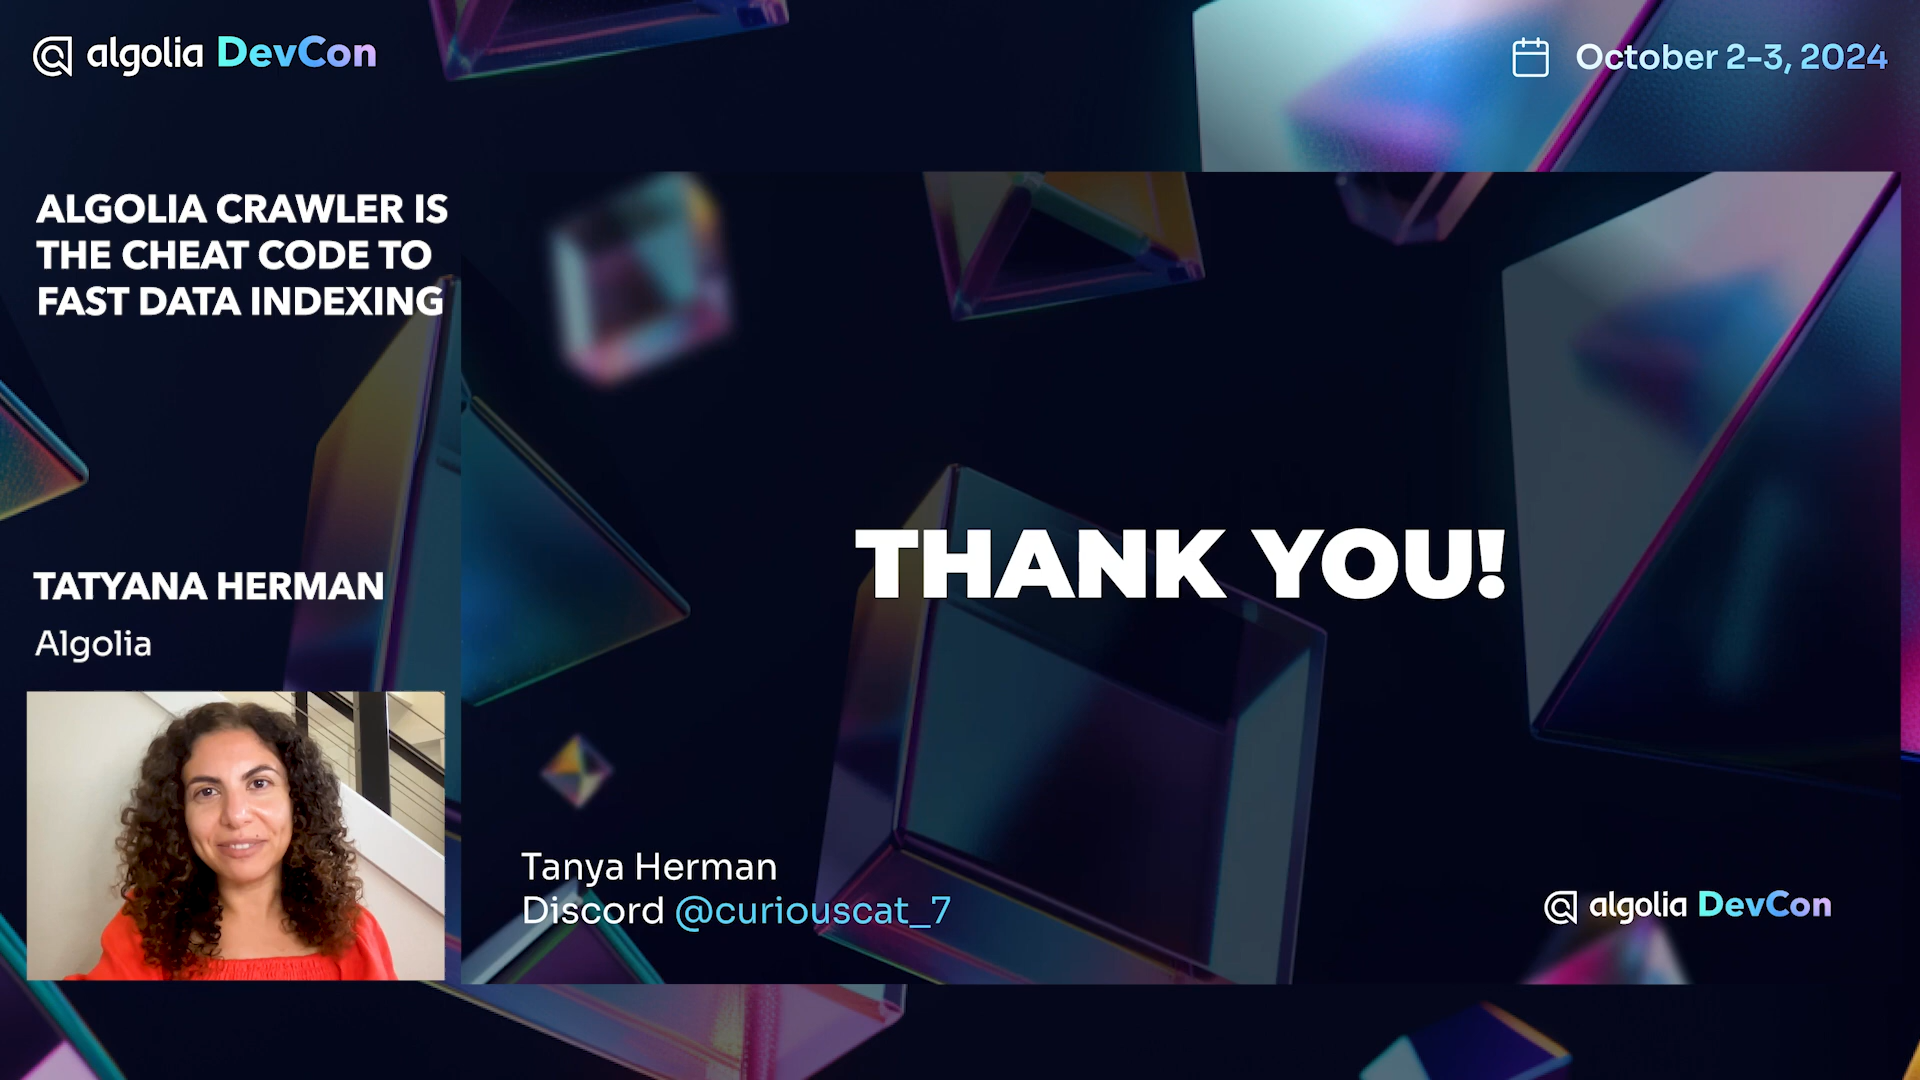 algolia DevCon
October 2-3, 2024
ALGOLIA CRAWLER IS
THE CHEAT CODE TO
FAST DATA INDEXING
TATYANA HERMAN
Algolia
THANK YOU!
Tanya Herman
Discord @curiouscat_7
algolia DevCon